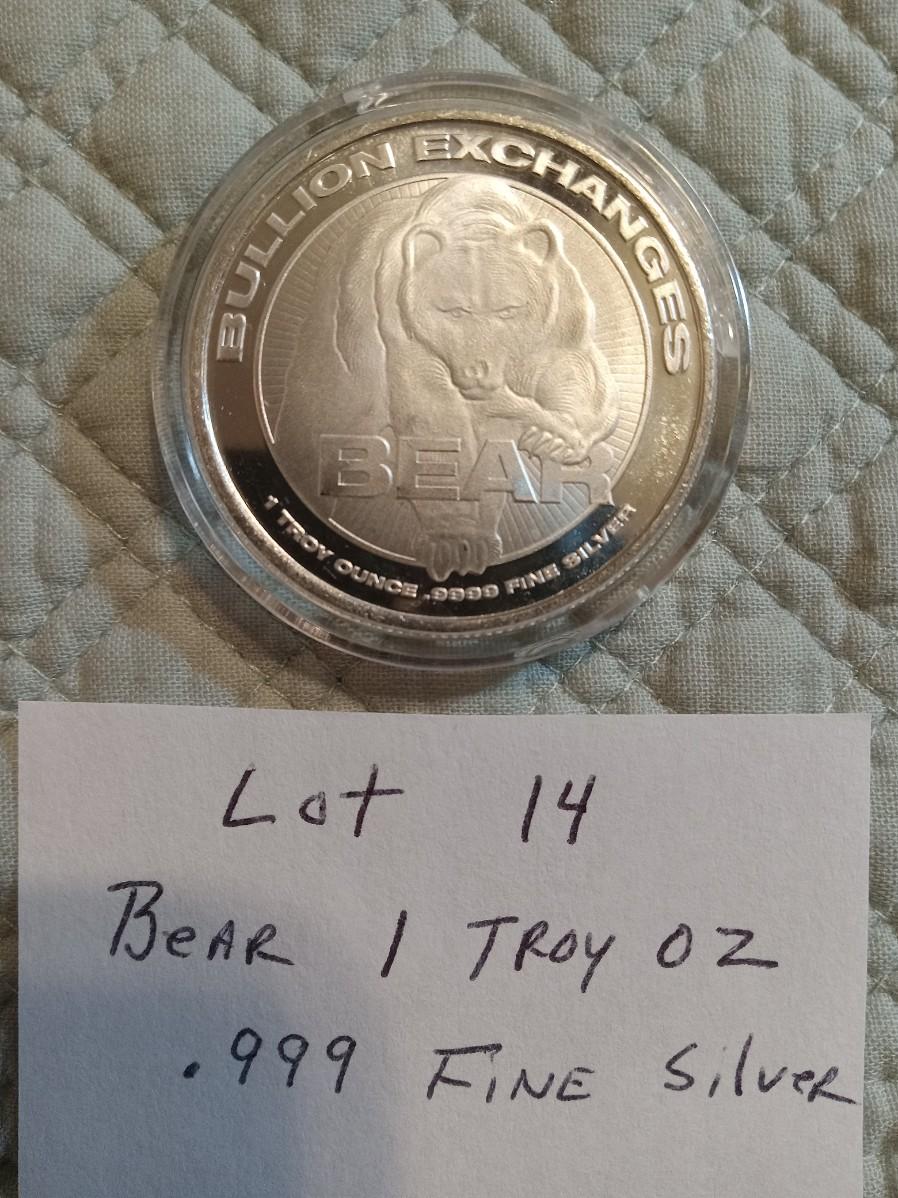 BULLION EXCHANGES
BEAR
1 TROY OUNCE .9999 FINE SILVER
Lot 14
BeAR 1 TROY OZ
.999 FINE Silver